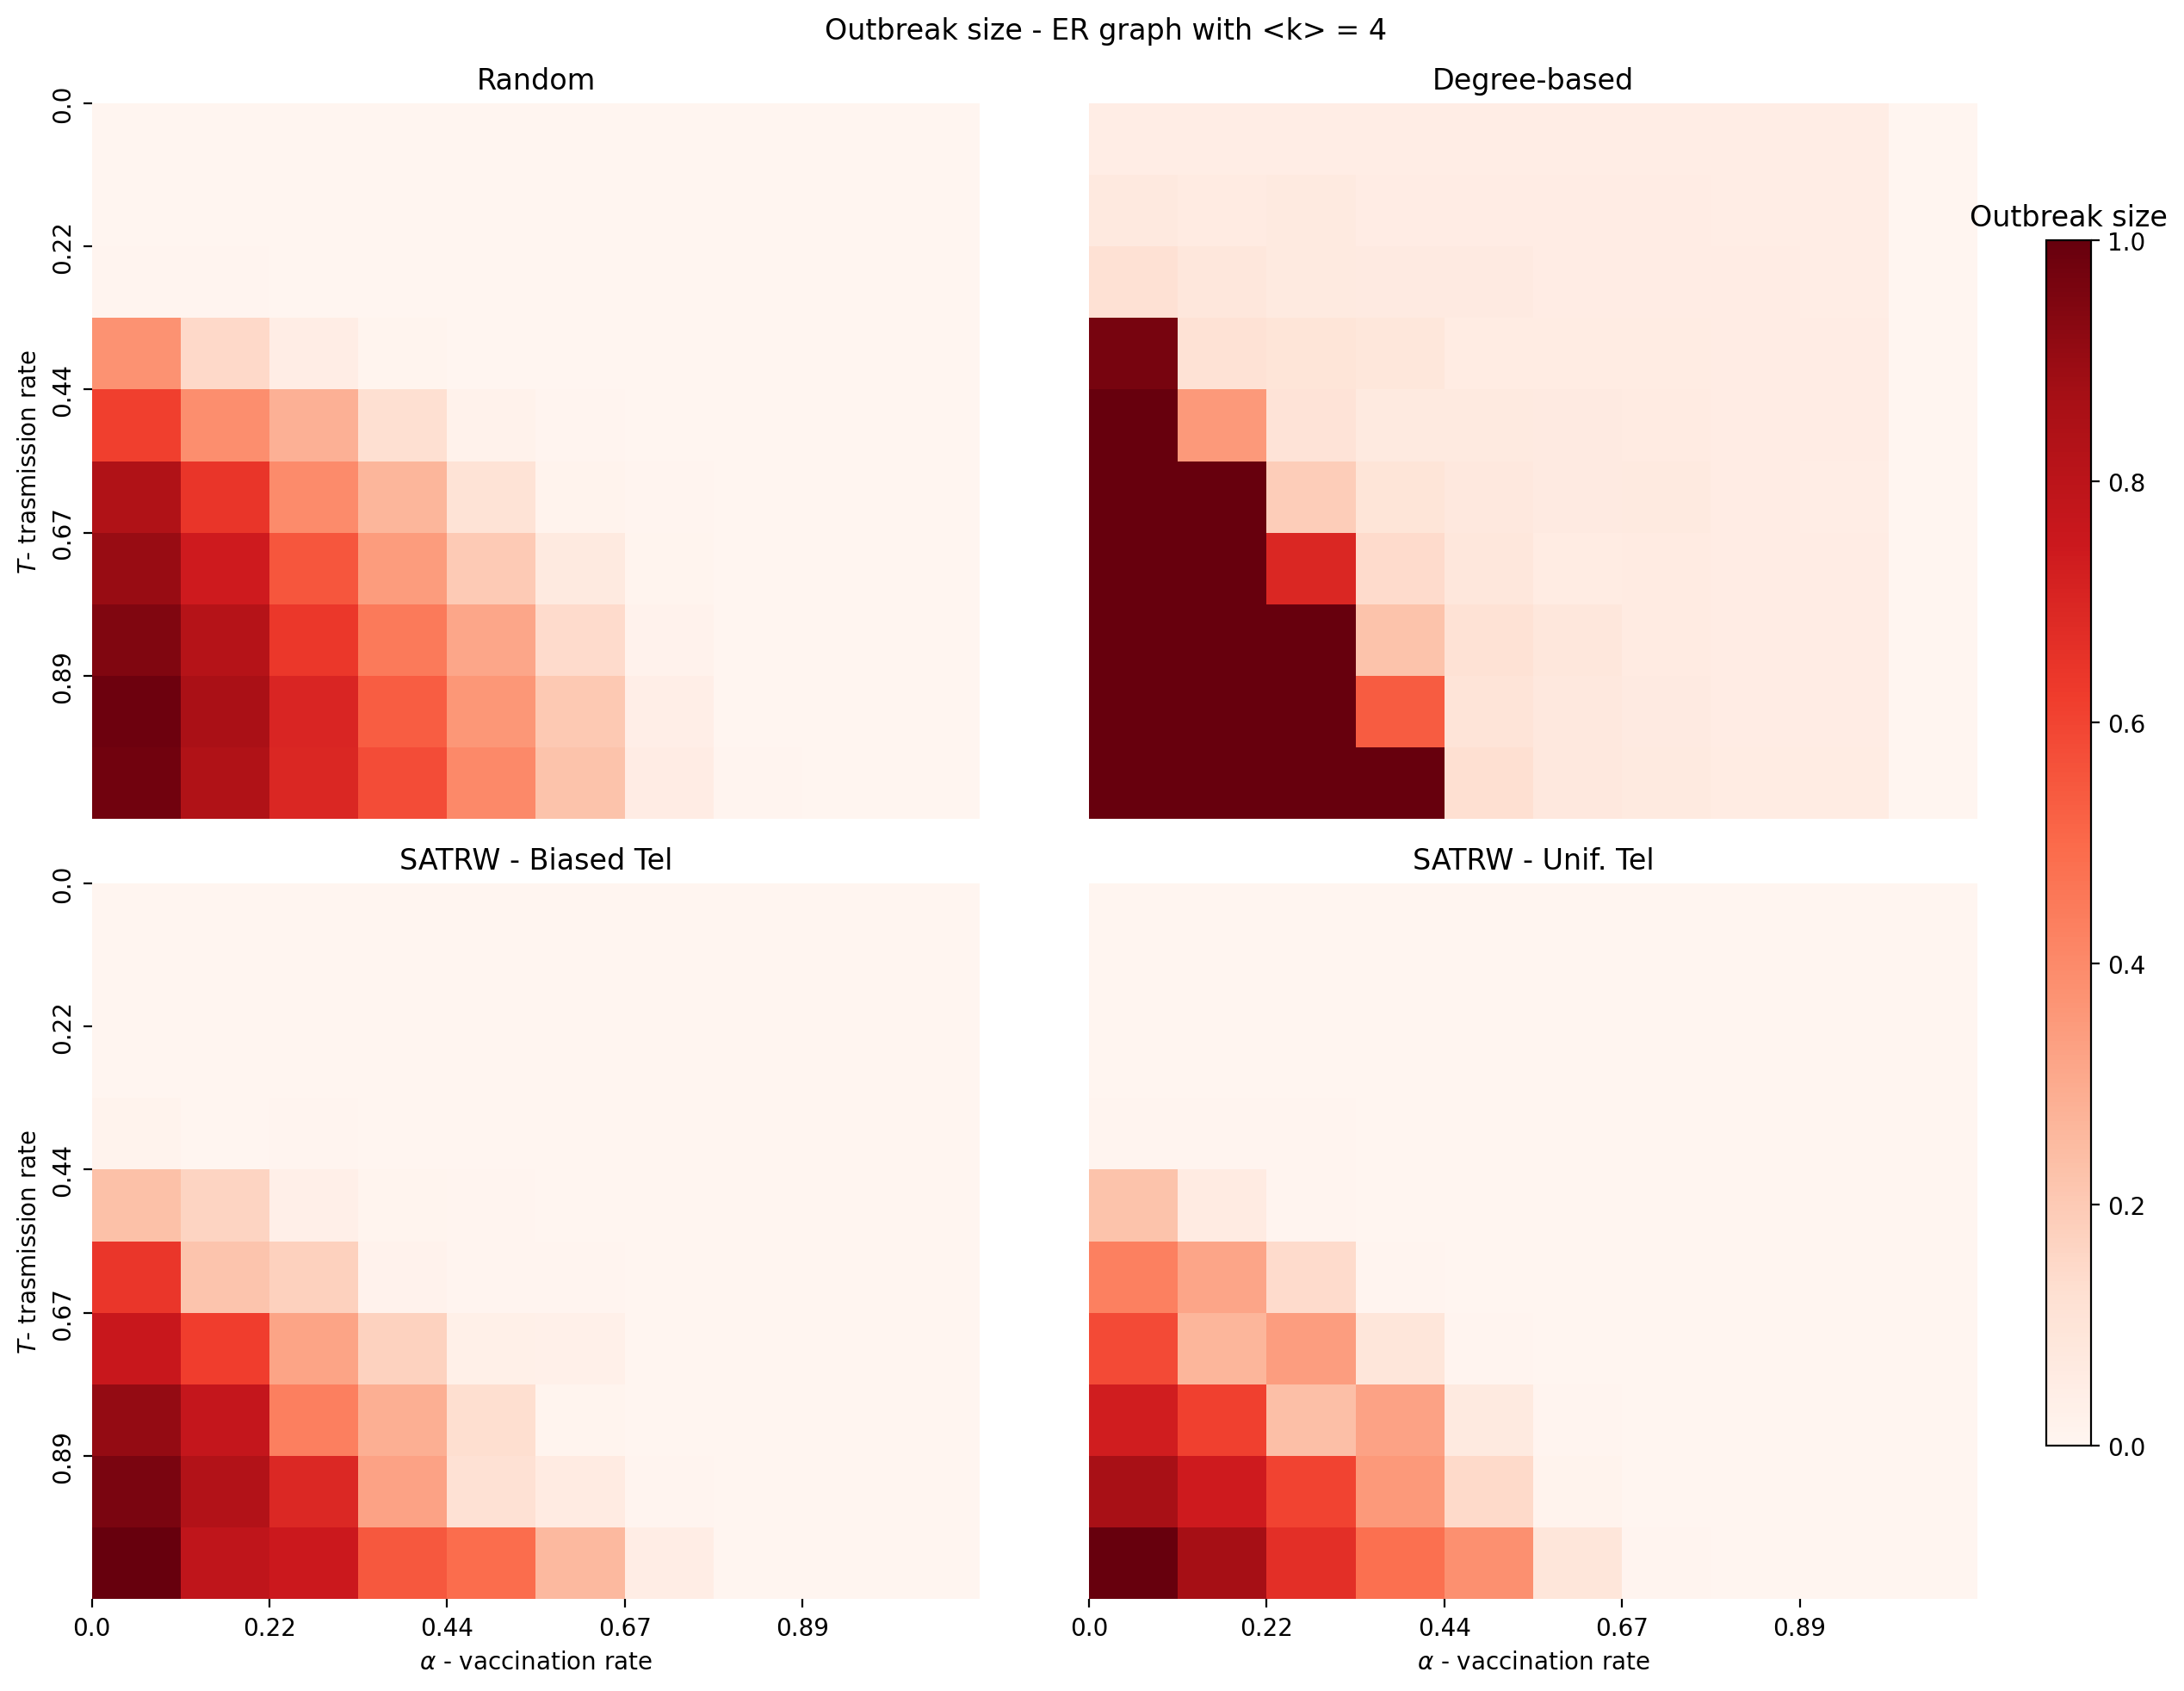 Outbreak size - ER graph with <k> = 4
Random
Degree-based
0.0
0.22
0.44
0.67
0.89
T- trasmission rate
Outbreak size
1.0
0.8
0.6
0.4
0.2
0.0
SATRW - Biased Tel
SATRW - Unif. Tel
0.0
0.22
0.44
0.67
0.89
T- trasmission rate
0.0 0.22 0.44 0.67 0.89
α - vaccination rate
0.0 0.22 0.44 0.67 0.89
α - vaccination rate